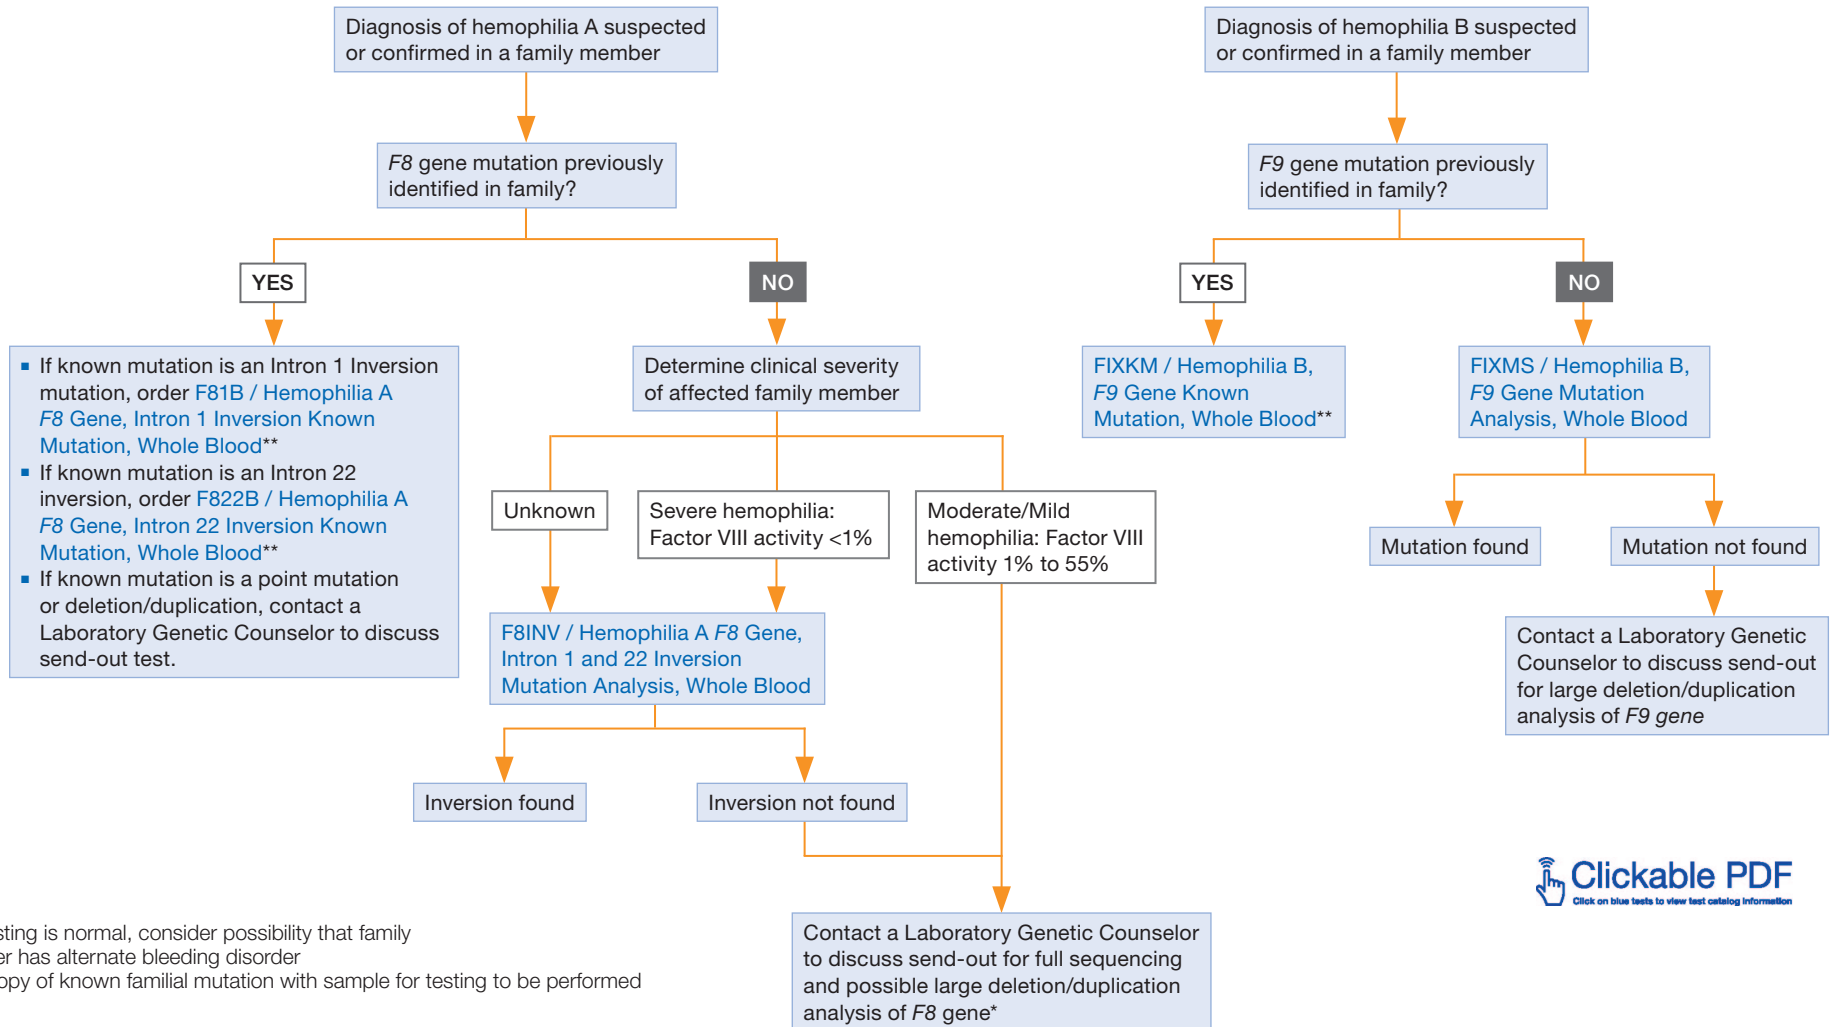 Diagnosis of hemophilia A suspected
or confirmed in a family member
F8 gene mutation previously
identified in family?
YES
NO
■ If known mutation is an Intron 1 Inversion
mutation, order F81B / Hemophilia A
F8 Gene, Intron 1 Inversion Known
Mutation, Whole Blood**
■ If known mutation is an Intron 22
inversion, order F822B / Hemophilia A
F8 Gene, Intron 22 Inversion Known
Mutation, Whole Blood**
■ If known mutation is a point mutation
or deletion/duplication, contact a
Laboratory Genetic Counselor to discuss
send-out test.
Determine clinical severity
of affected family member
Unknown
Severe hemophilia:
Factor VIII activity <1%
Moderate/Mild
hemophilia: Factor VIII
activity 1% to 55%
F8INV / Hemophilia A F8 Gene,
Intron 1 and 22 Inversion
Mutation Analysis, Whole Blood
Inversion found
Inversion not found
Contact a Laboratory Genetic Counselor
to discuss send-out for full sequencing
and possible large deletion/duplication
analysis of F8 gene*
Diagnosis of hemophilia B suspected
or confirmed in a family member
F9 gene mutation previously
identified in family?
YES
NO
FIXKM / Hemophilia B,
F9 Gene Known
Mutation, Whole Blood**
FIXMS / Hemophilia B,
F9 Gene Mutation
Analysis, Whole Blood
Mutation found
Mutation not found
Contact a Laboratory Genetic
Counselor to discuss send-out
for large deletion/duplication
analysis of F9 gene
Clickable PDF
Click on blue tests to view test catalog information
sting is normal, consider possibility that family
er has alternate bleeding disorder
opy of known familial mutation with sample for testing to be performed